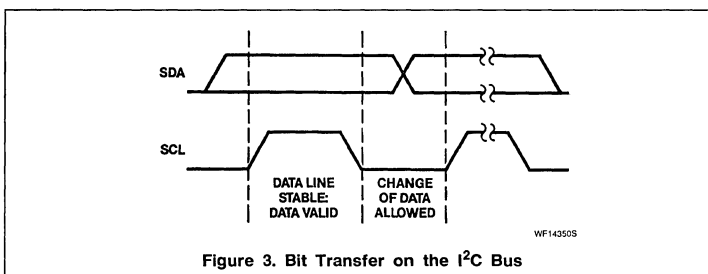 SDA
SCL
DATA LINE
STABLE:
DATA VALID
CHANGE
OF DATA
ALLOWED
WF14350S
Figure 3. Bit Transfer on the I²C Bus